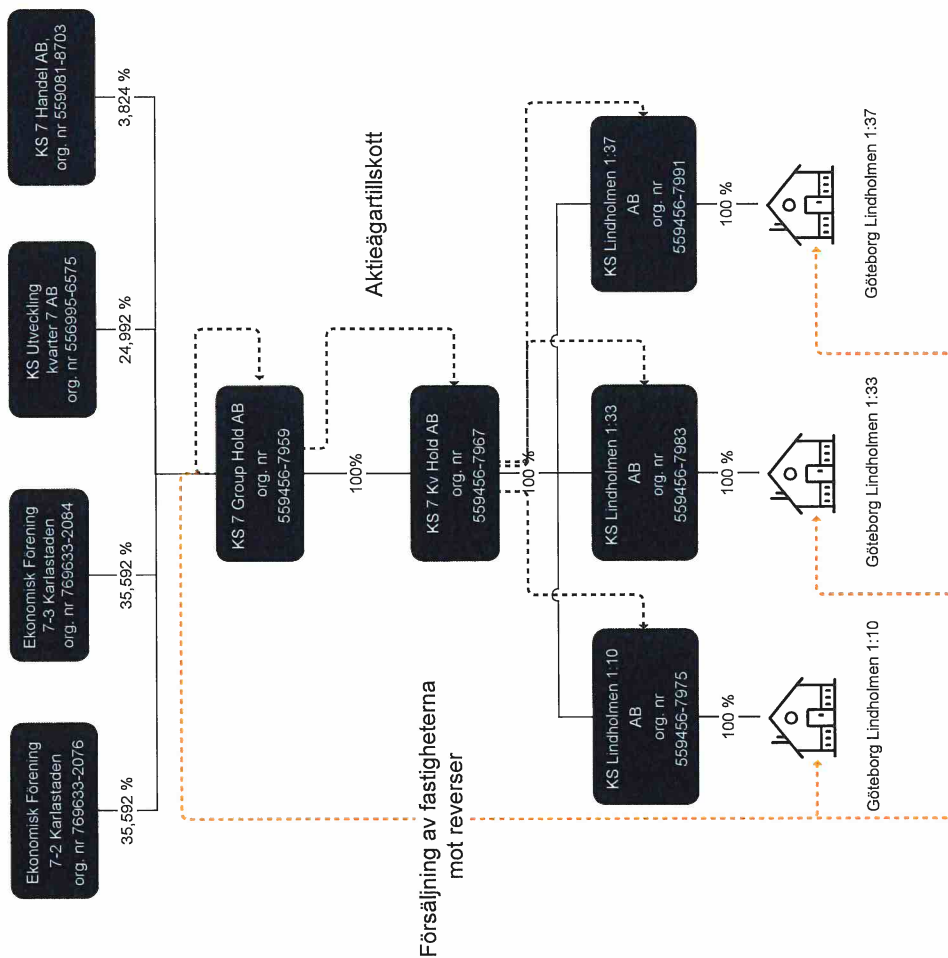 Ekonomisk Förening
7-2 Karlastaden
org. nr 769633-2076
Ekonomisk Förening
7-3 Karlastaden
org. nr 769633-2084
KS Utveckling
kvarter 7 AB
org. nr 556995-6575
KS 7 Handel AB,
org. nr 559081-8703
35,592 %
35,592 %
24,992 %
3,824 %
KS 7 Group Hold AB
org. nr
559456-7959
Aktieägartillskott
100%
Försäljning av fastigheterna
mot reverser
KS 7 Kv Hold AB
org. nr
559456-7967
100 %
KS Lindholmen 1:10
AB
org. nr
559456-7975
KS Lindholmen 1:33
AB
org. nr
559456-7983
KS Lindholmen 1:37
AB
org. nr
559456-7991
100 %
100 %
100 %
Göteborg Lindholmen 1:10
Göteborg Lindholmen 1:33
Göteborg Lindholmen 1:37